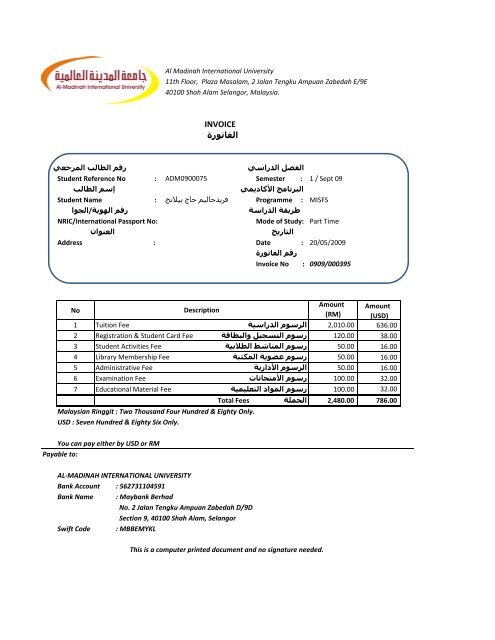 جامعة المدينة العالمية
Al-Madinah International University
Al Madinah International University
11th Floor, Plaza Masalam, 2 Jalan Tengku Ampuan Zabedah E/9E
40100 Shah Alam Selangor, Malaysia.
INVOICE
الفاتورة
رقم الطالب المرجعي الفصل الدراسي
Student Reference No : ADM0900075 Semester : 1 / Sept 09
إسم الطالب البرنامج الأكاديمي
Student Name : فريدحاليم حاج بيلانج Programme : MISFS
رقم الهوية/الجوا طريقة الدراسة
NRIC/International Passport No: Mode of Study: Part Time
العنوان التاريخ
Address : Date : 20/05/2009
رقم الفاتورة
Invoice No : 0909/000395
No Description Amount (RM) Amount (USD)
1 Tuition Fee الرسوم الدراسية 2,010.00 636.00
2 Registration & Student Card Fee رسوم التسجيل والبطاقة 120.00 38.00
3 Student Activities Fee رسوم المناشط الطلابية 50.00 16.00
4 Library Membership Fee رسوم عضوية المكتبة 50.00 16.00
5 Administrative Fee الرسوم الأدارية 50.00 16.00
6 Examination Fee رسوم الأمتحانات 100.00 32.00
7 Educational Material Fee رسوم المواد التعليمية 100.00 32.00
Total Fees الجملة 2,480.00 786.00
Malaysian Ringgit : Two Thousand Four Hundred & Eighty Only.
USD : Seven Hundred & Eighty Six Only.
You can pay either by USD or RM
Payable to:
AL-MADINAH INTERNATIONAL UNIVERSITY
Bank Account : 562731104591
Bank Name : Maybank Berhad
No. 2 Jalan Tengku Ampuan Zabedah D/9D
Section 9, 40100 Shah Alam, Selangor
Swift Code : MBBEMYKL
This is a computer printed document and no signature needed.